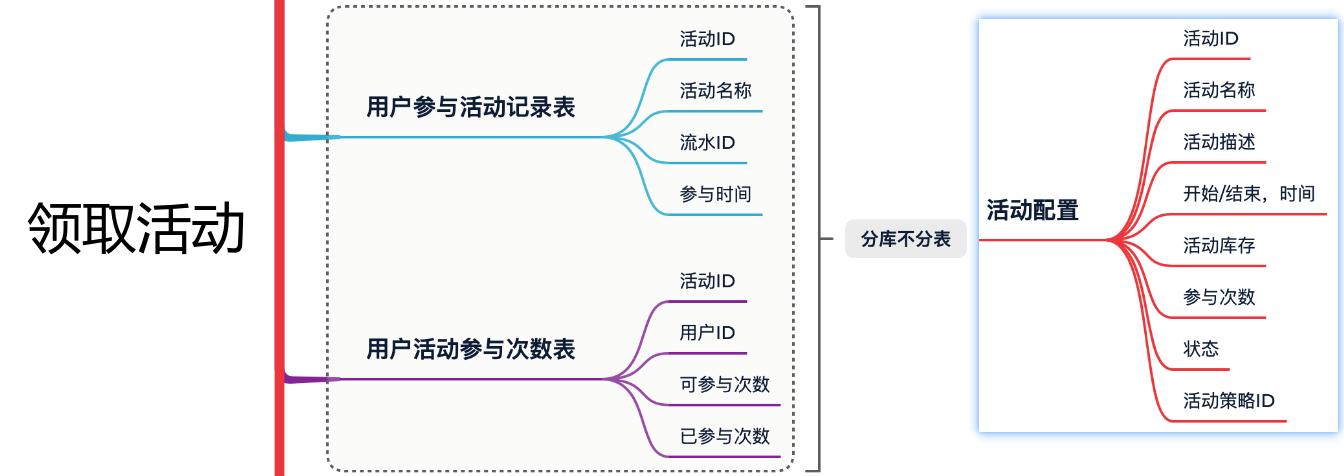 领取活动
用户参与活动记录表
活动ID
活动名称
流水ID
参与时间
用户活动参与次数表
活动ID
用户ID
可参与次数
已参与次数
分库不分表
活动配置
活动ID
活动名称
活动描述
开始/结束，时间
活动库存
参与次数
状态
活动策略ID